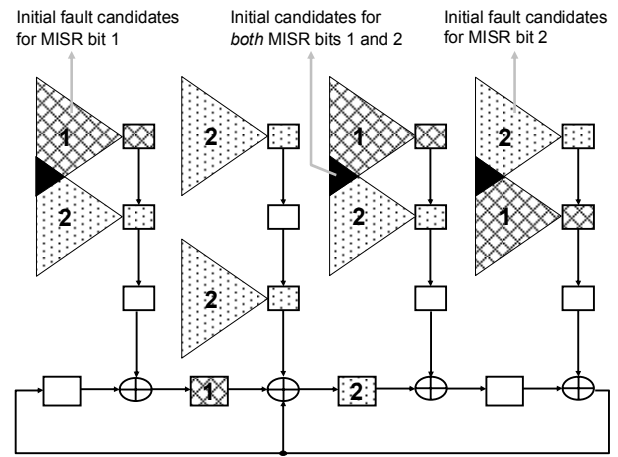 Initial fault candidates
for MISR bit 1
Initial candidates for
both MISR bits 1 and 2
Initial fault candidates
for MISR bit 2
1
2
1
2
2
2
2
1
1
2